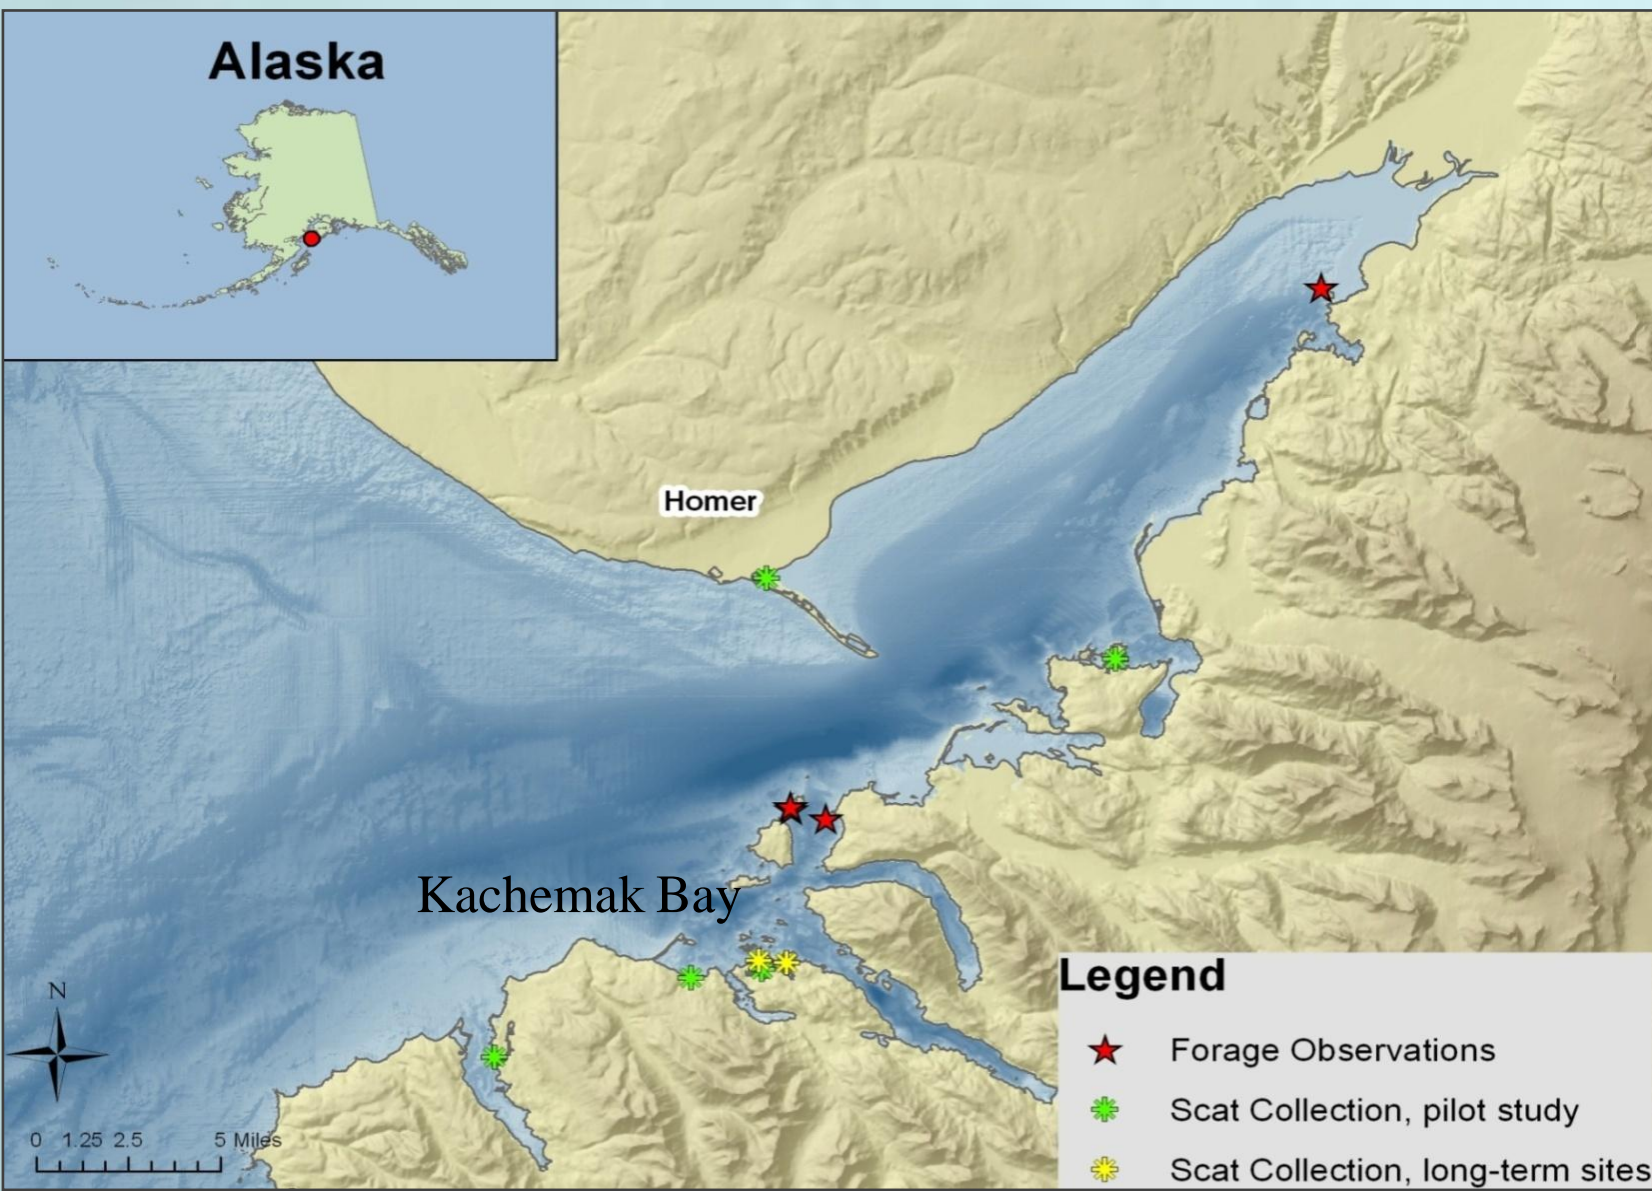 Alaska
Homer
Kachemak Bay
N
0 1.25 2.5 5 Miles
Legend
Forage Observations
Scat Collection, pilot study
Scat Collection, long-term sites